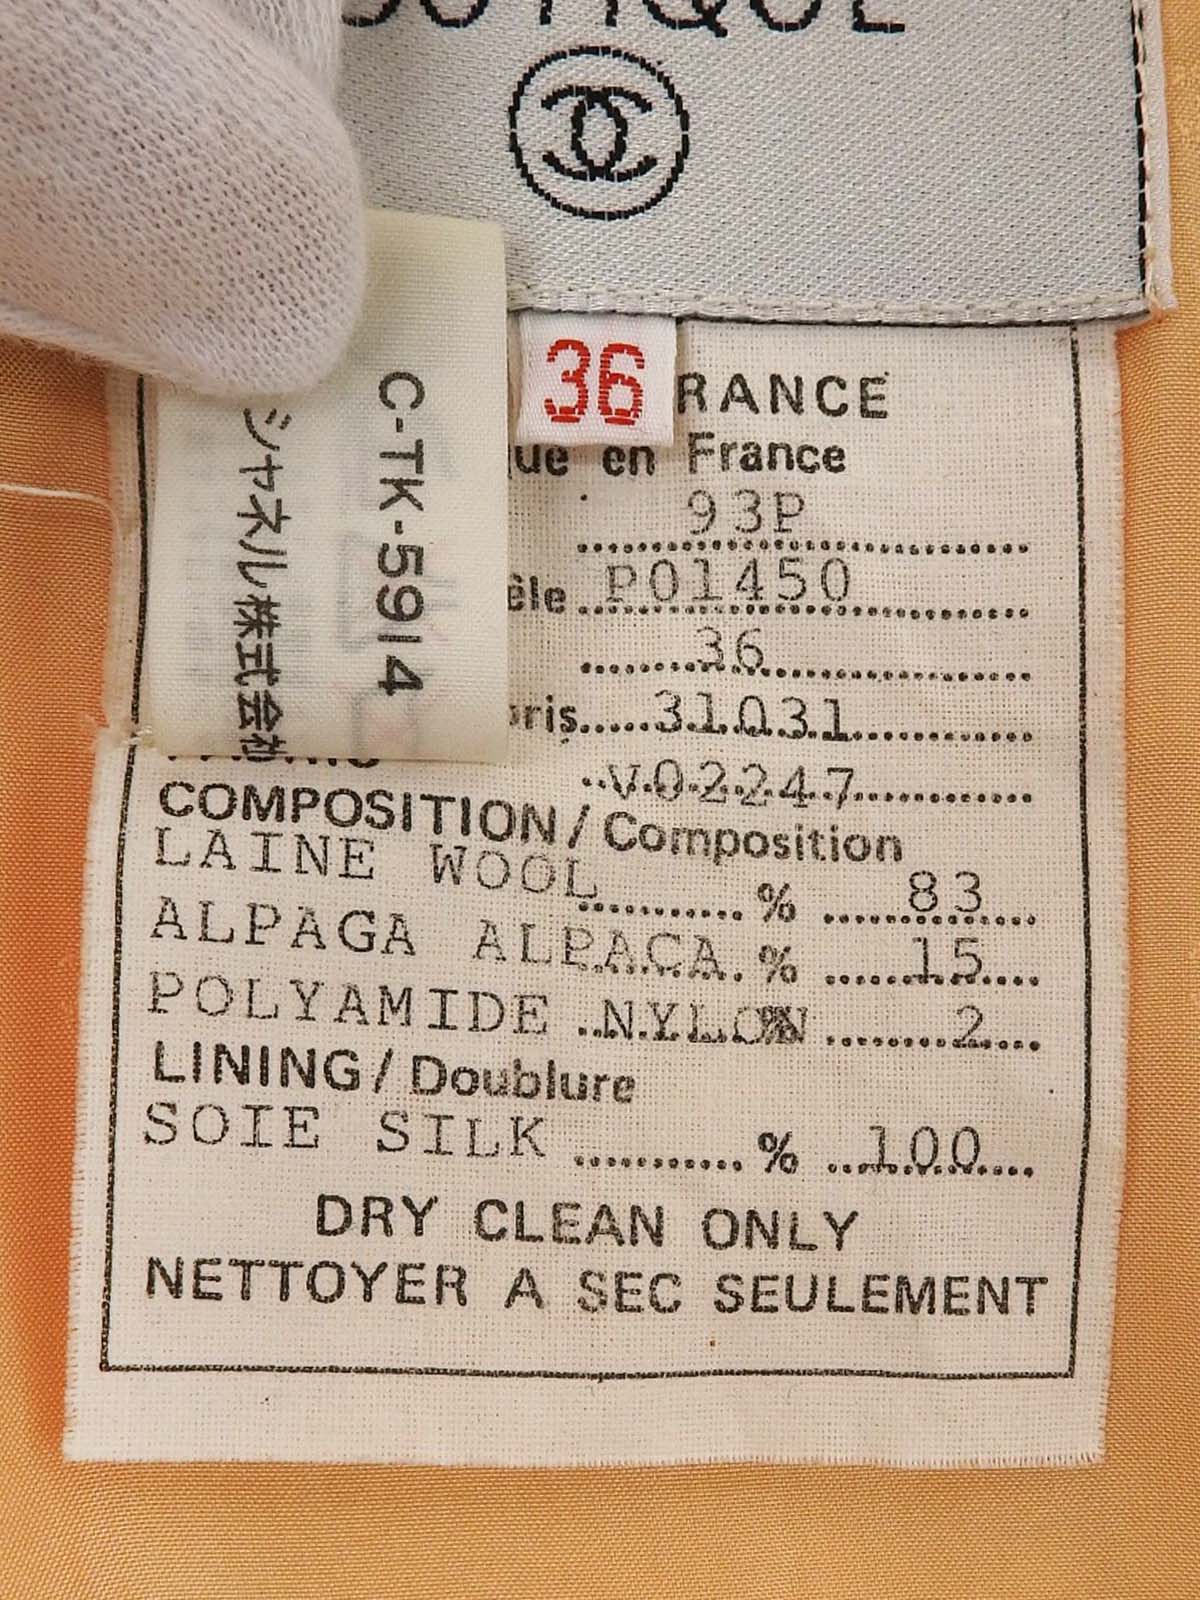 BOUTIQUE
36
C-TK-5914
シャネル株式会社
RANCE
que en France
93P
èle P01450
36
oris 31031
V02247
COMPOSITION / Composition
LAINE WOOL % 83
ALPAGA ALPACA % 15
POLYAMIDE NYLON % 2
LINING / Doublure
SOIE SILK % 100
DRY CLEAN ONLY
NETTOYER A SEC SEULEMENT